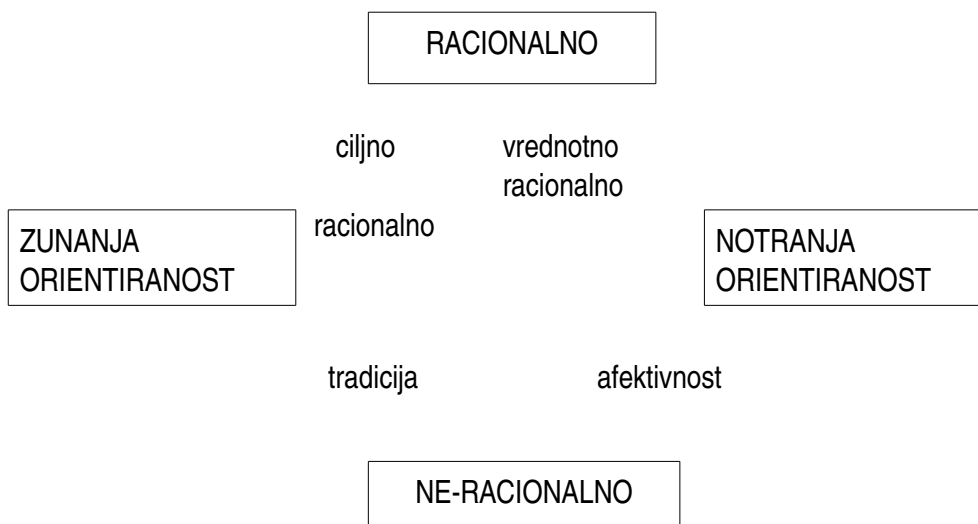 RACIONALNO
ciljno
vrednotno
racionalno
racionalno
ZUNANJA
ORIENTIRANOST
NOTRANJA
ORIENTIRANOST
tradicija
afektivnost
NE-RACIONALNO